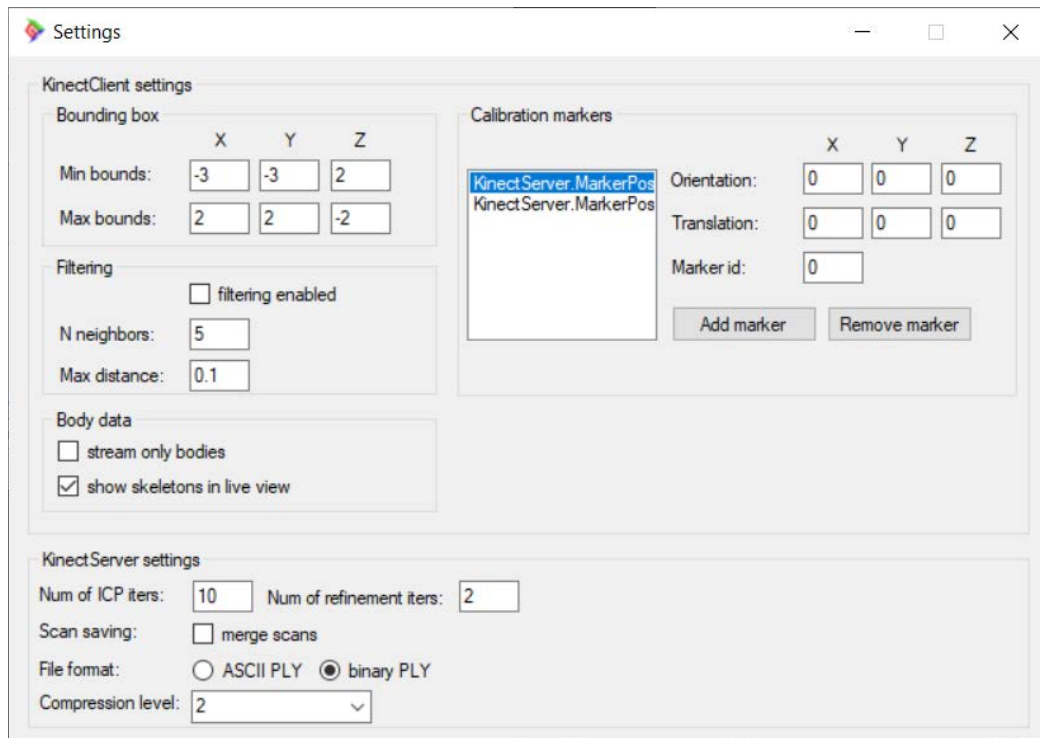 Settings
KinectClient settings
Bounding box
X Y Z
Min bounds: -3 -3 2
Max bounds: 2 2 -2
Filtering
filtering enabled
N neighbors: 5
Max distance: 0.1
Body data
stream only bodies
show skeletons in live view
Calibration markers
X Y Z
KinectServer.MarkerPos
KinectServer.MarkerPos
Orientation: 0 0 0
Translation: 0 0 0
Marker id: 0
Add marker Remove marker
KinectServer settings
Num of ICP iters: 10 Num of refinement iters: 2
Scan saving: merge scans
File format: ASCII PLY binary PLY
Compression level: 2